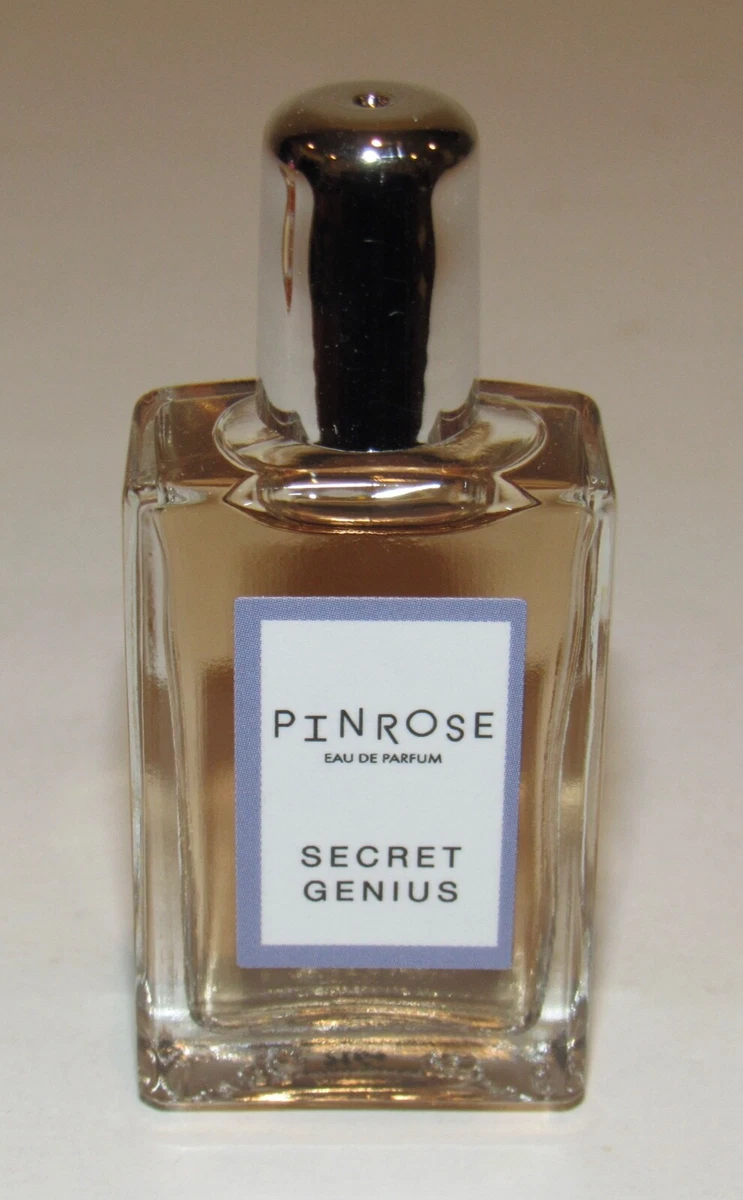 PINROSE
EAU DE PARFUM
SECRET
GENIUS